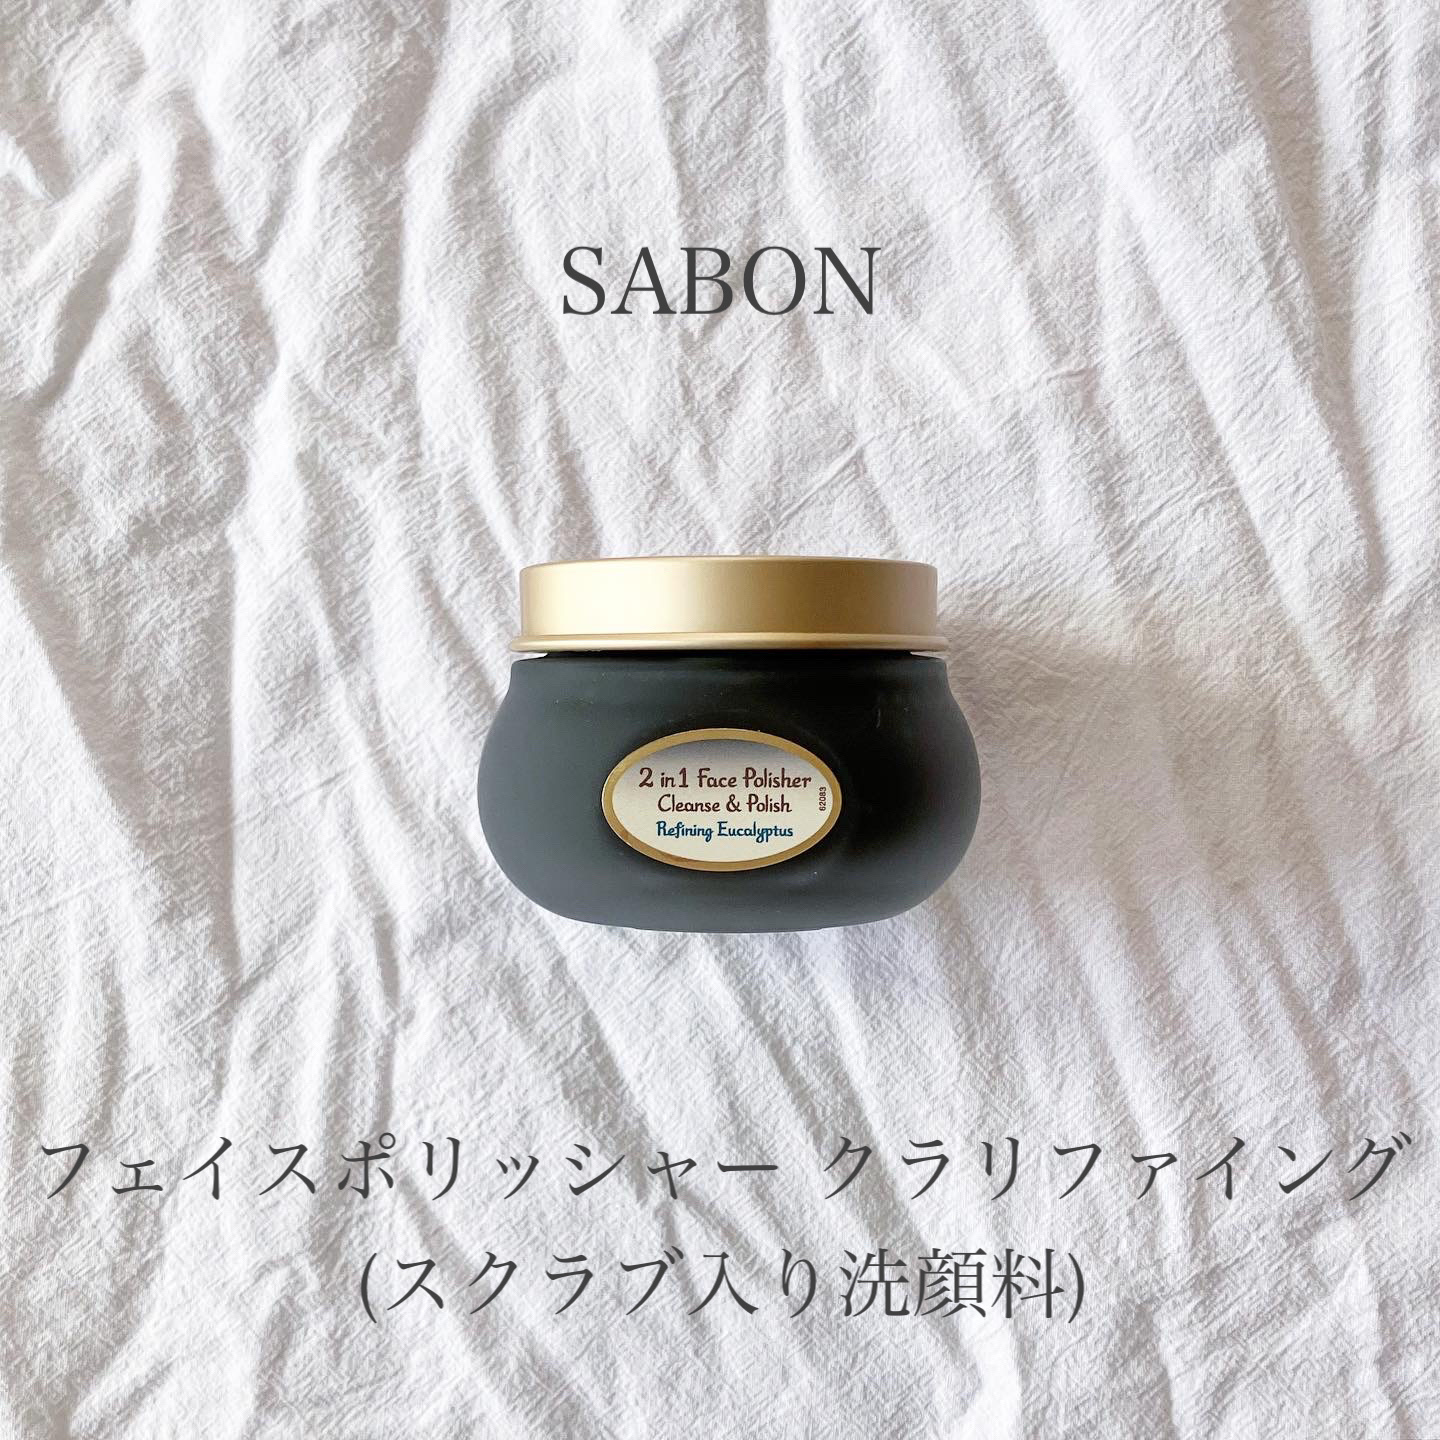 SABON
2 in 1 Face Polisher
Cleanse & Polish
62083
Refining Eucalyptus
フェイスポリッシャー クラリファイング
(スクラブ入り洗顔料)